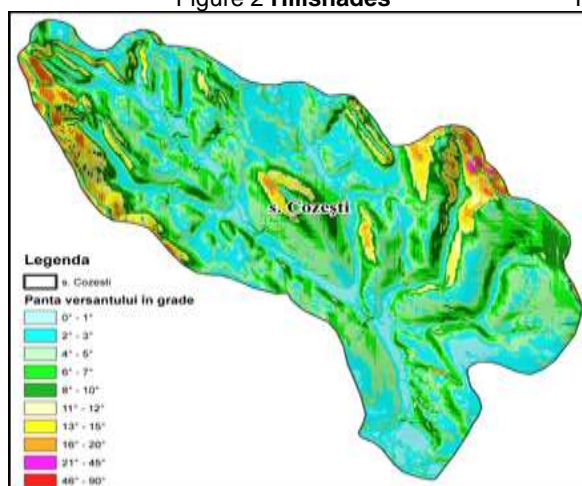 Figure 2 Hillshades
s. Cozești
Legenda
s. Cozesti
Panta versantului în grade
0° - 1°
2° - 3°
4° - 5°
6° - 7°
8° - 10°
11° - 12°
13° - 15°
16° - 20°
21° - 45°
46° - 90°